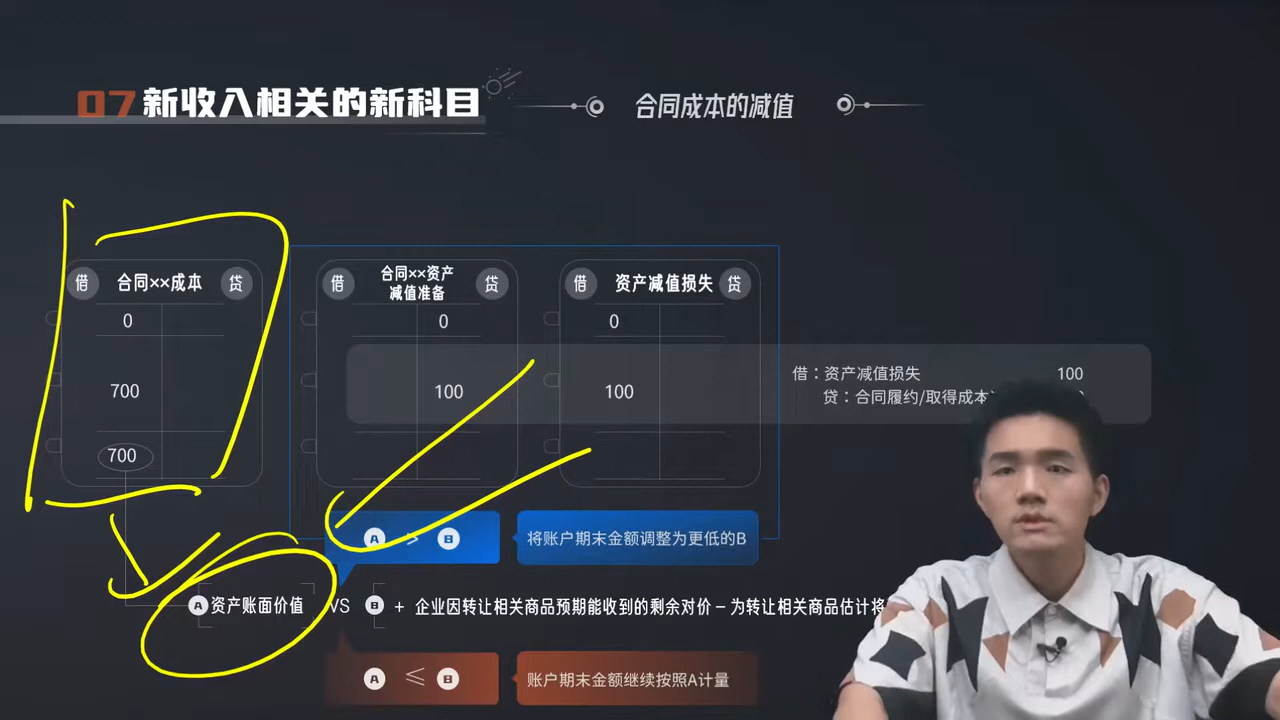 07新收入相关的新科目
合同成本的减值
借 合同××成本 贷
0
700
700
借 合同××资产减值准备 贷
0
100
借 资产减值损失 贷
0
100
借：资产减值损失 100
贷：合同履约/取得成本
A > B
将账户期末金额调整为更低的B
A 资产账面价值 VS B + 企业因转让相关商品预期能收到的剩余对价－为转让相关商品估计将
A ≤ B
账户期末金额继续按照A计量